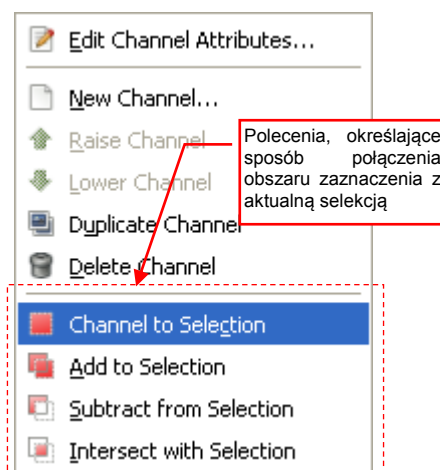 Edit Channel Attributes...
New Channel...
Raise Channel
Lower Channel
Duplicate Channel
Delete Channel
Polecenia, określające
sposób połączenia
obszaru zaznaczenia z
aktualną selekcją
Channel to Selection
Add to Selection
Subtract from Selection
Intersect with Selection